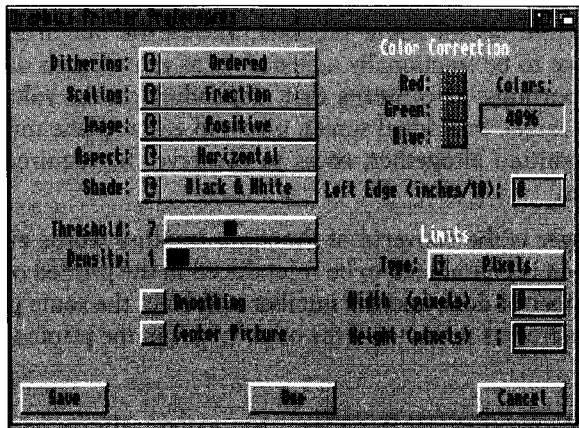 Graphics Printer Preferences
Dithering: Ordered
Scaling: Fraction
Image: Positive
Aspect: Horizontal
Shade: Black & White
Threshold: 7
Density: 1
Smoothing
Center Picture
Color Correction
Red:
Green:
Blue:
Colors:
Left Edge (inches/10): 0
Limits
Type: Pixels
Width (pixels) : 0
Height (pixels) : 0
Save
Use
Cancel